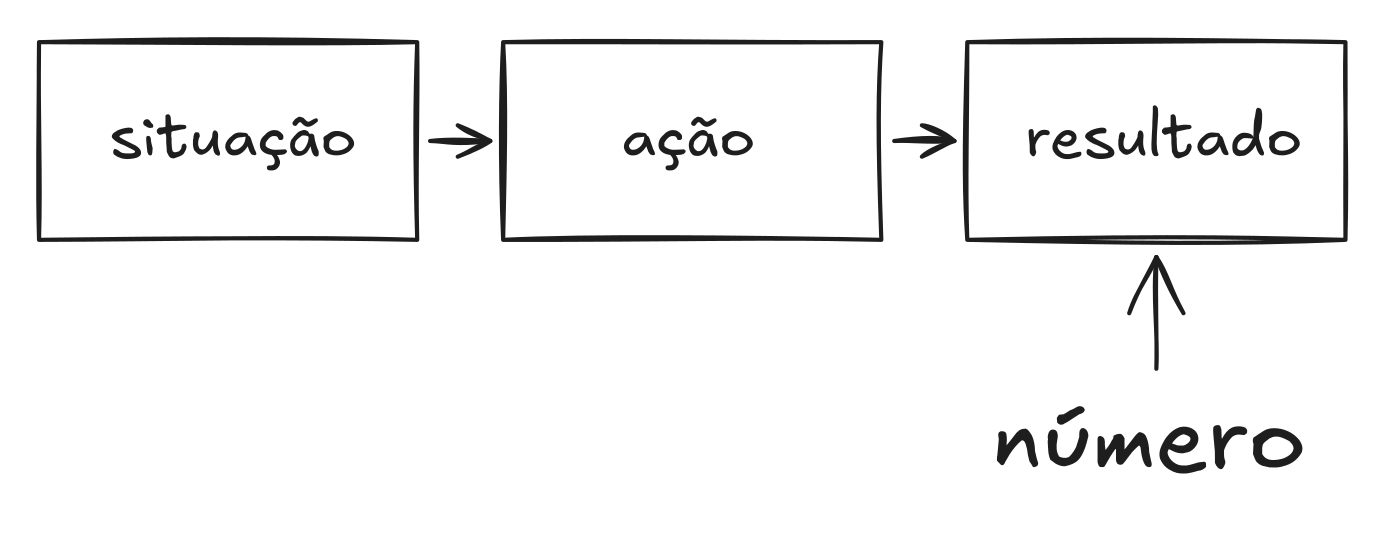 situação
ação
resultado
número